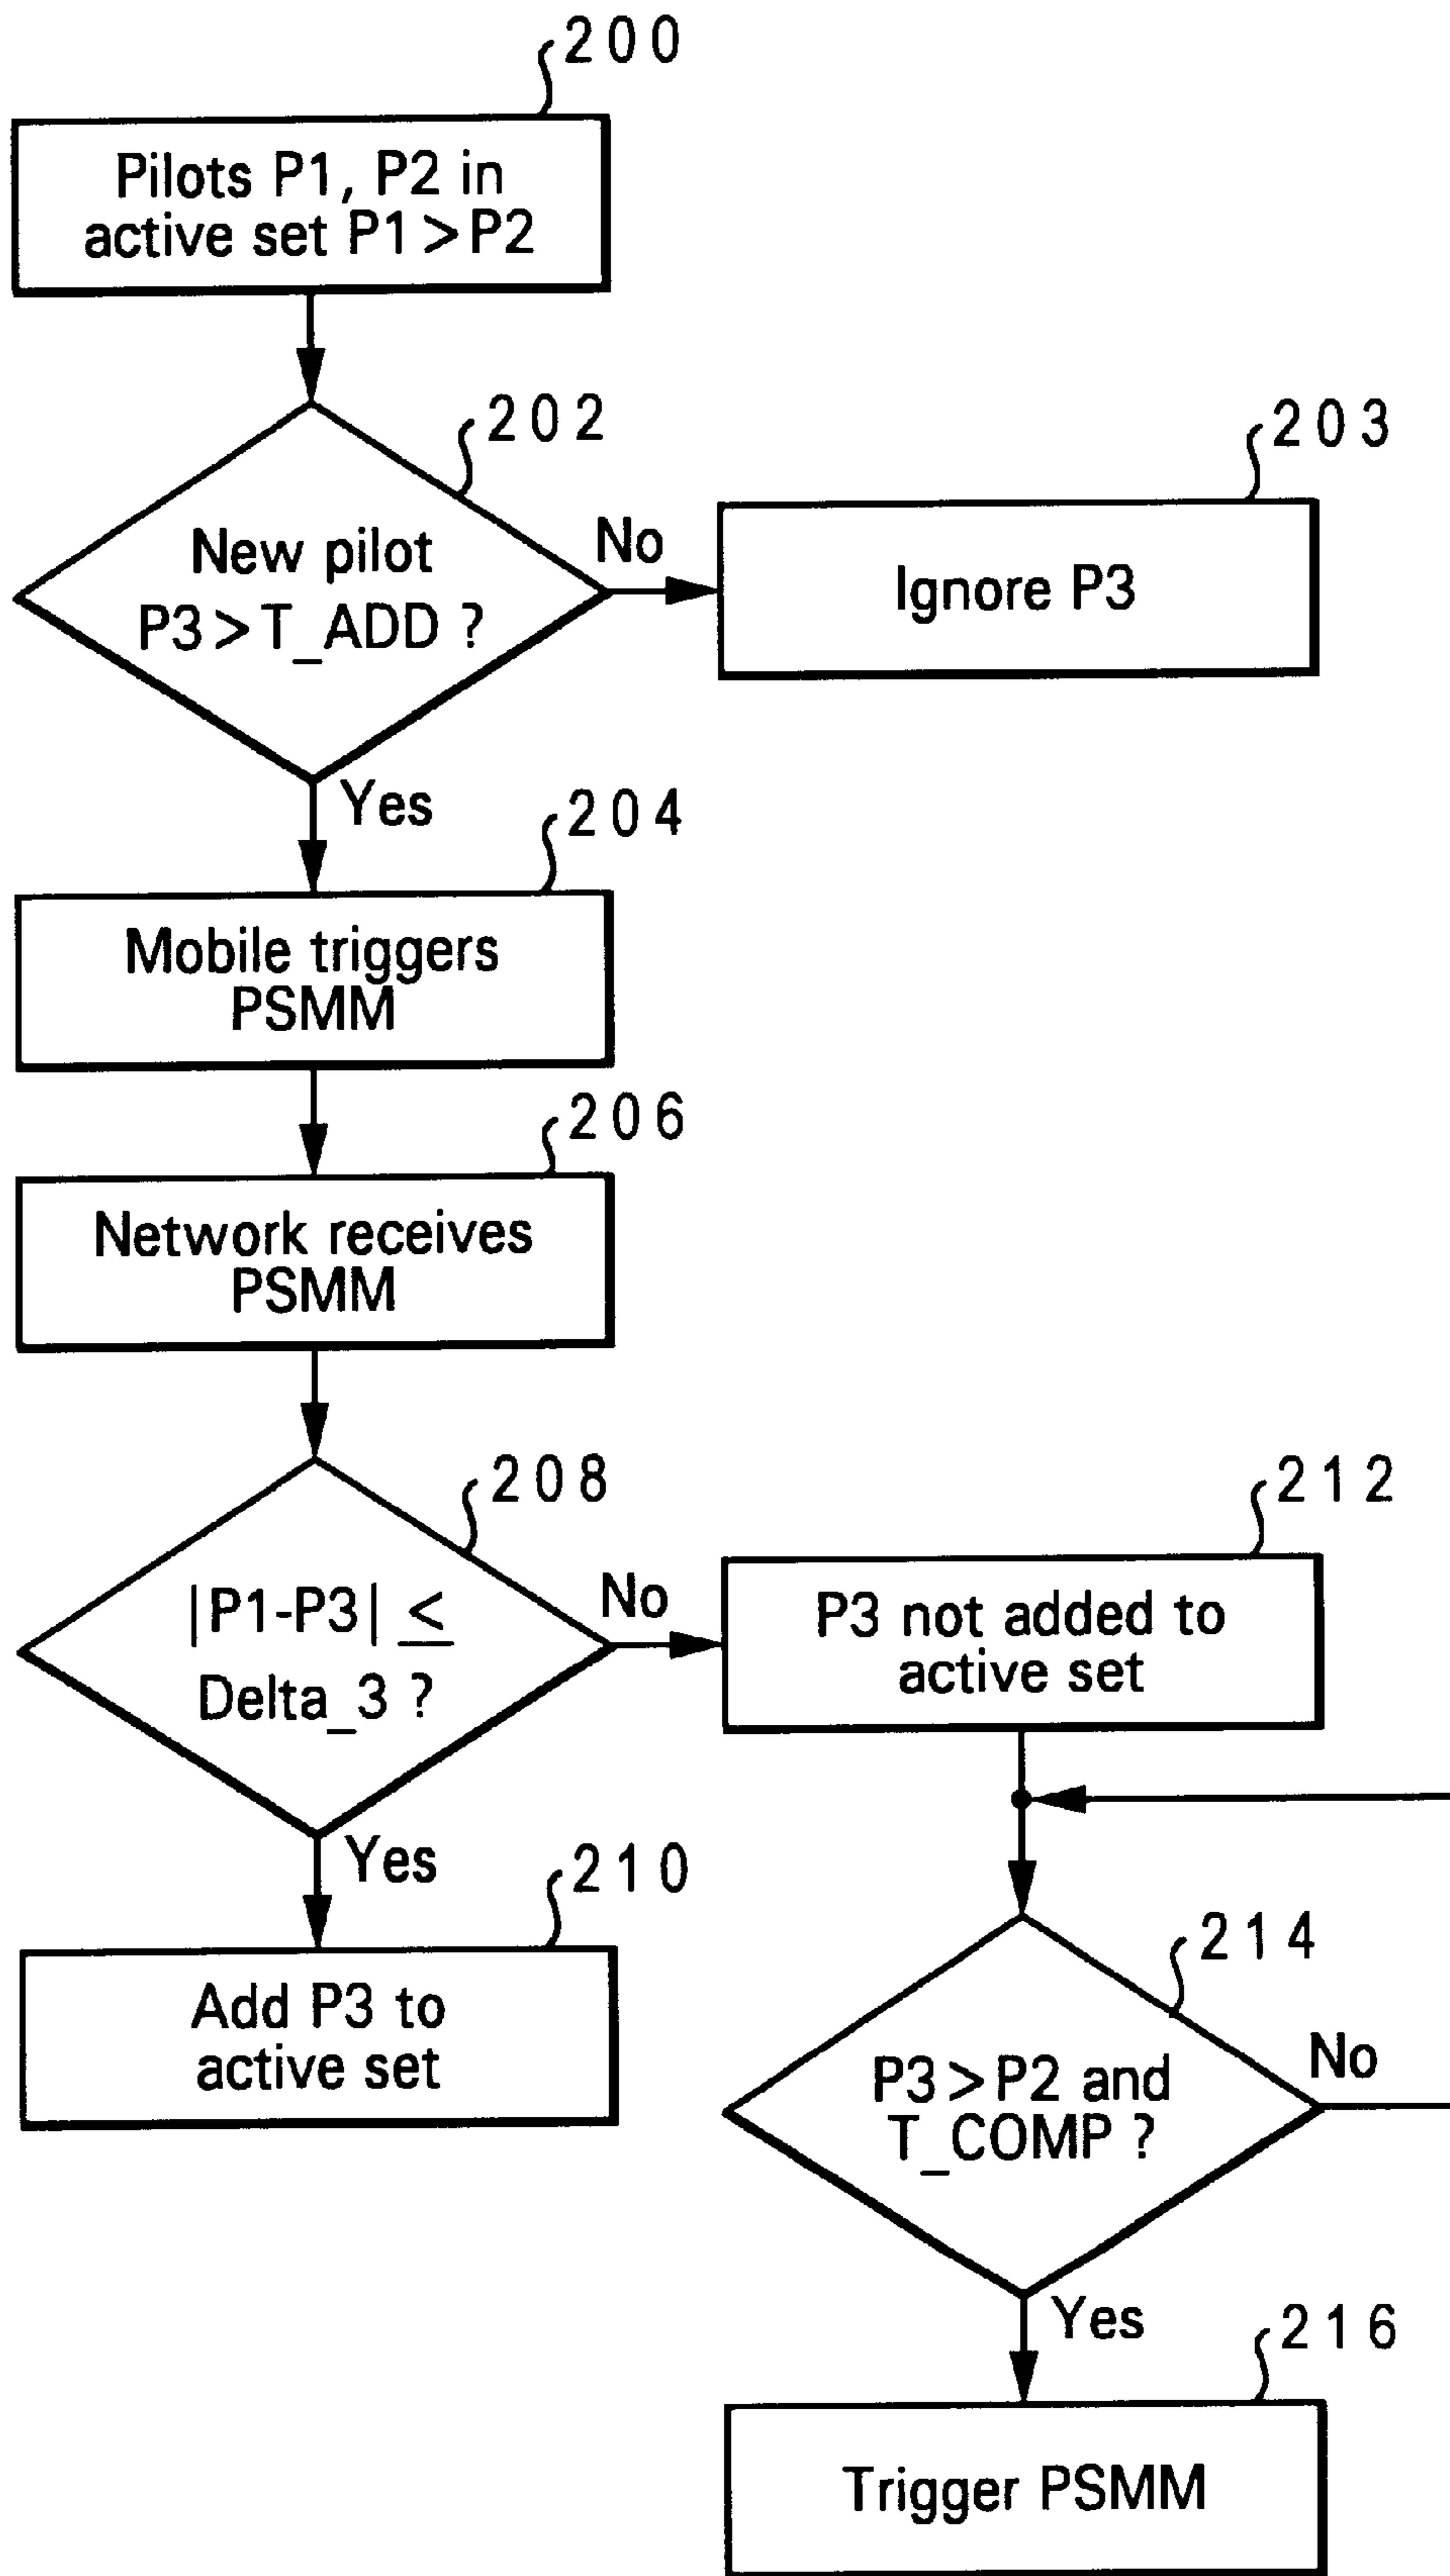 200
Pilots P1, P2 in
active set P1>P2
202
New pilot
P3>T_ADD ?
No
203
Ignore P3
Yes
204
Mobile triggers
PSMM
206
Network receives
PSMM
208
|P1-P3| ≤
Delta_3 ?
No
212
P3 not added to
active set
Yes
210
Add P3 to
active set
214
P3>P2 and
T_COMP ?
No
Yes
216
Trigger PSMM